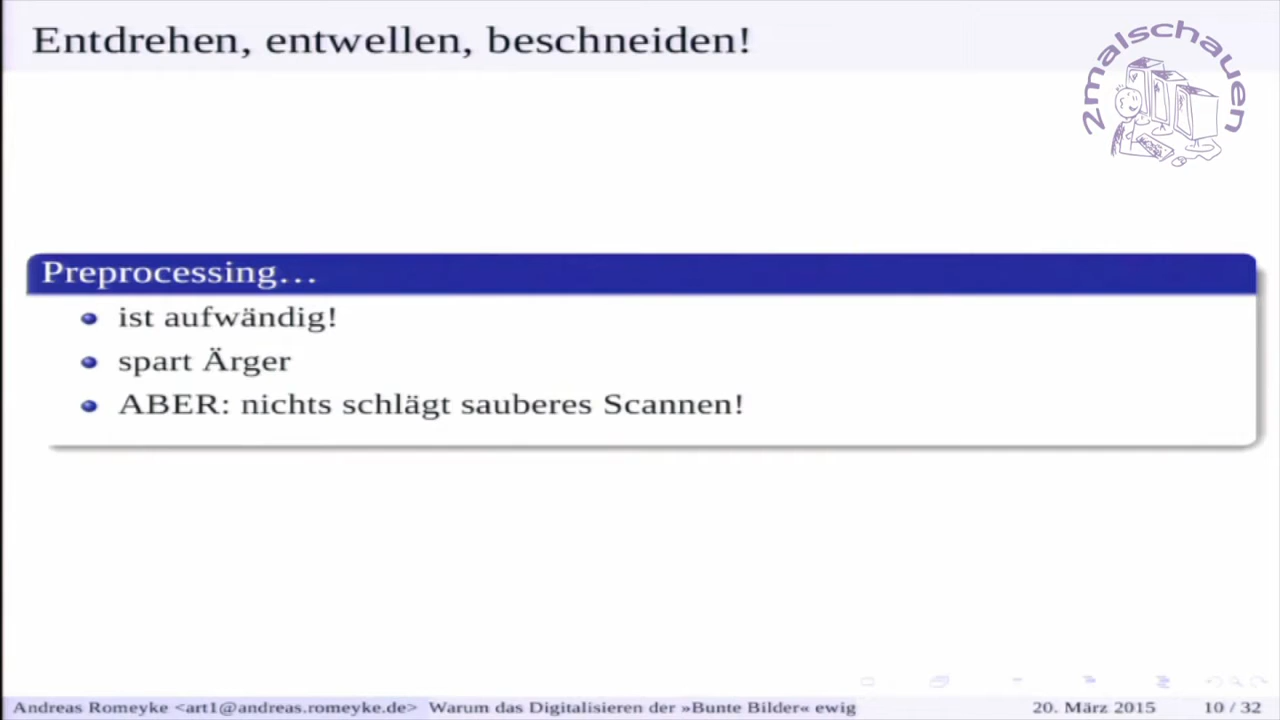 Entdrehen, entwellen, beschneiden!
2malschauen
Preprocessing…
ist aufwändig!
spart Ärger
ABER: nichts schlägt sauberes Scannen!
Andreas Romeyke <art1@andreas.romeyke.de> Warum das Digitalisieren der »Bunte Bilder« ewig 20. März 2015 10 / 32